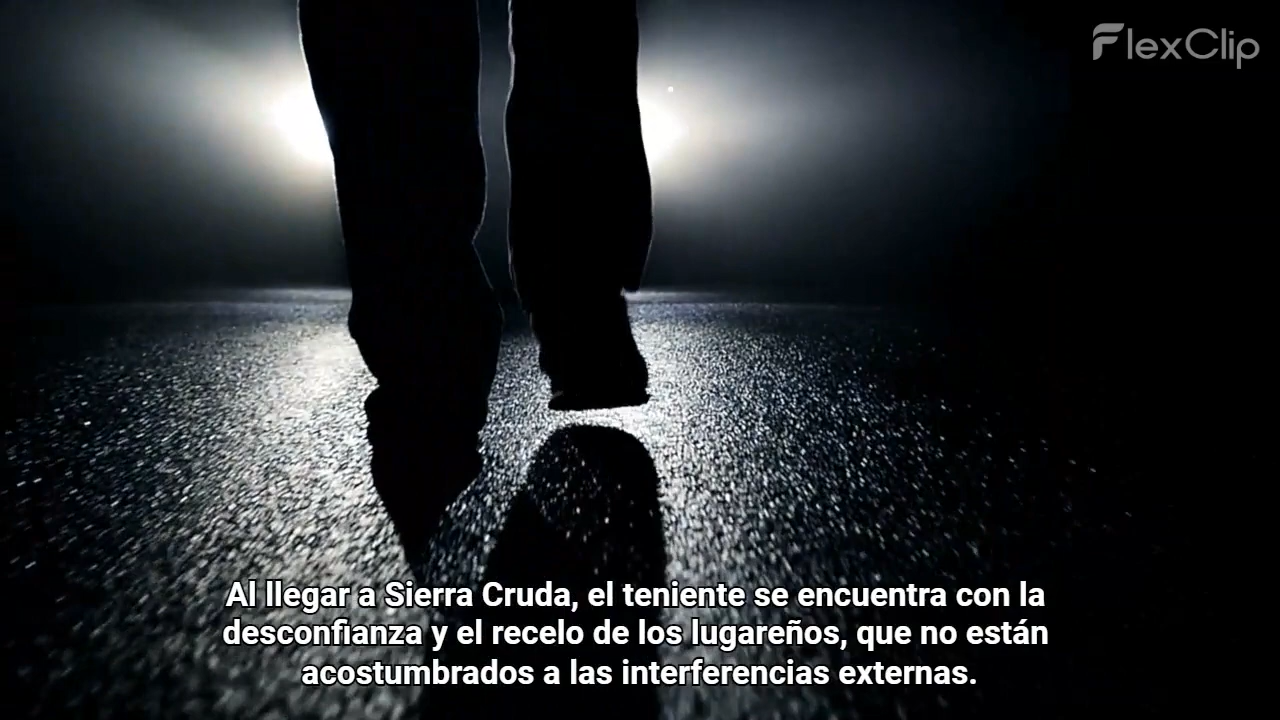 FlexClip
Al llegar a Sierra Cruda, el teniente se encuentra con la
desconfianza y el recelo de los lugareños, que no están
acostumbrados a las interferencias externas.